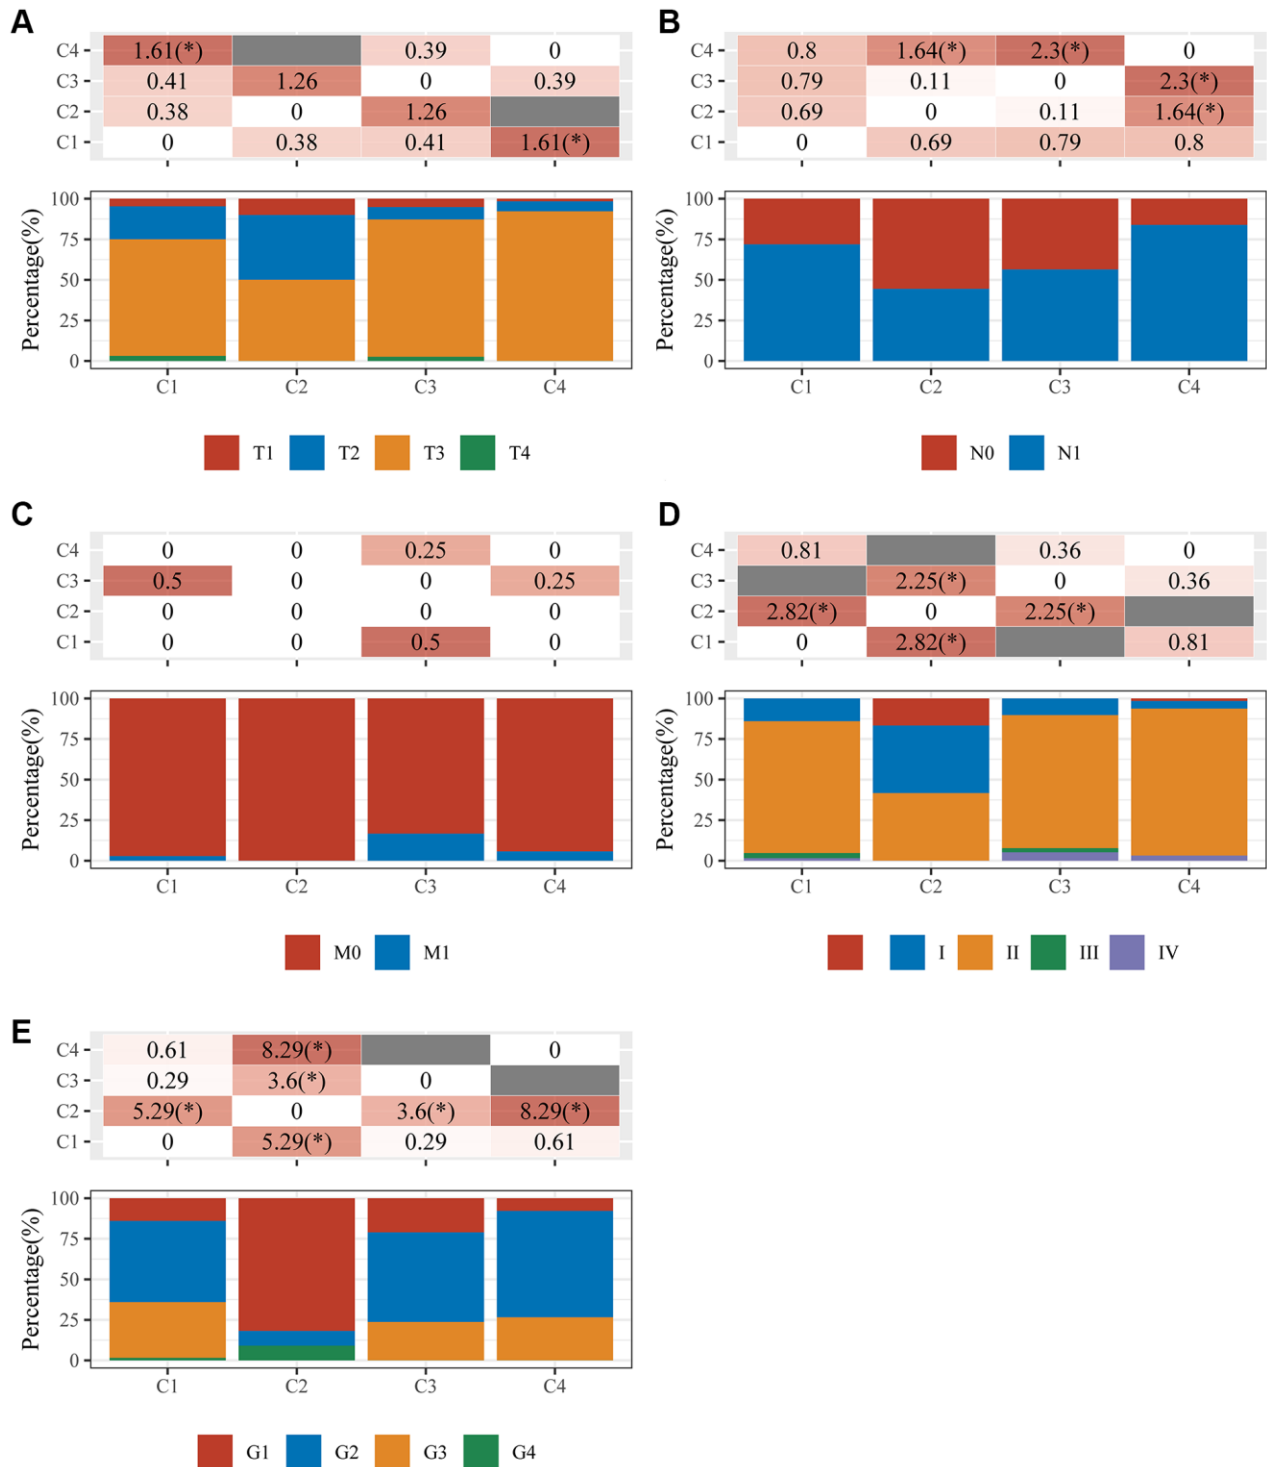 A
C4 1.61(*) 0.39 0
C3 0.41 1.26 0 0.39
C2 0.38 0 1.26
C1 0 0.38 0.41 1.61(*)
Percentage(%)
100
75
50
25
0
C1 C2 C3 C4
T1 T2 T3 T4
B
C4 0.8 1.64(*) 2.3(*) 0
C3 0.79 0.11 0 2.3(*)
C2 0.69 0 0.11 1.64(*)
C1 0 0.69 0.79 0.8
Percentage(%)
100
75
50
25
0
C1 C2 C3 C4
N0 N1
C
C4 0 0 0.25 0
C3 0.5 0 0 0.25
C2 0 0 0 0
C1 0 0 0.5 0
Percentage(%)
100
75
50
25
0
C1 C2 C3 C4
M0 M1
D
C4 0.81 0.36 0
C3 2.25(*) 0 0.36
C2 2.82(*) 0 2.25(*)
C1 0 2.82(*) 0.81
Percentage(%)
100
75
50
25
0
C1 C2 C3 C4
I II III IV
E
C4 0.61 8.29(*) 0
C3 0.29 3.6(*) 0
C2 5.29(*) 0 3.6(*) 8.29(*)
C1 0 5.29(*) 0.29 0.61
Percentage(%)
100
75
50
25
0
C1 C2 C3 C4
G1 G2 G3 G4